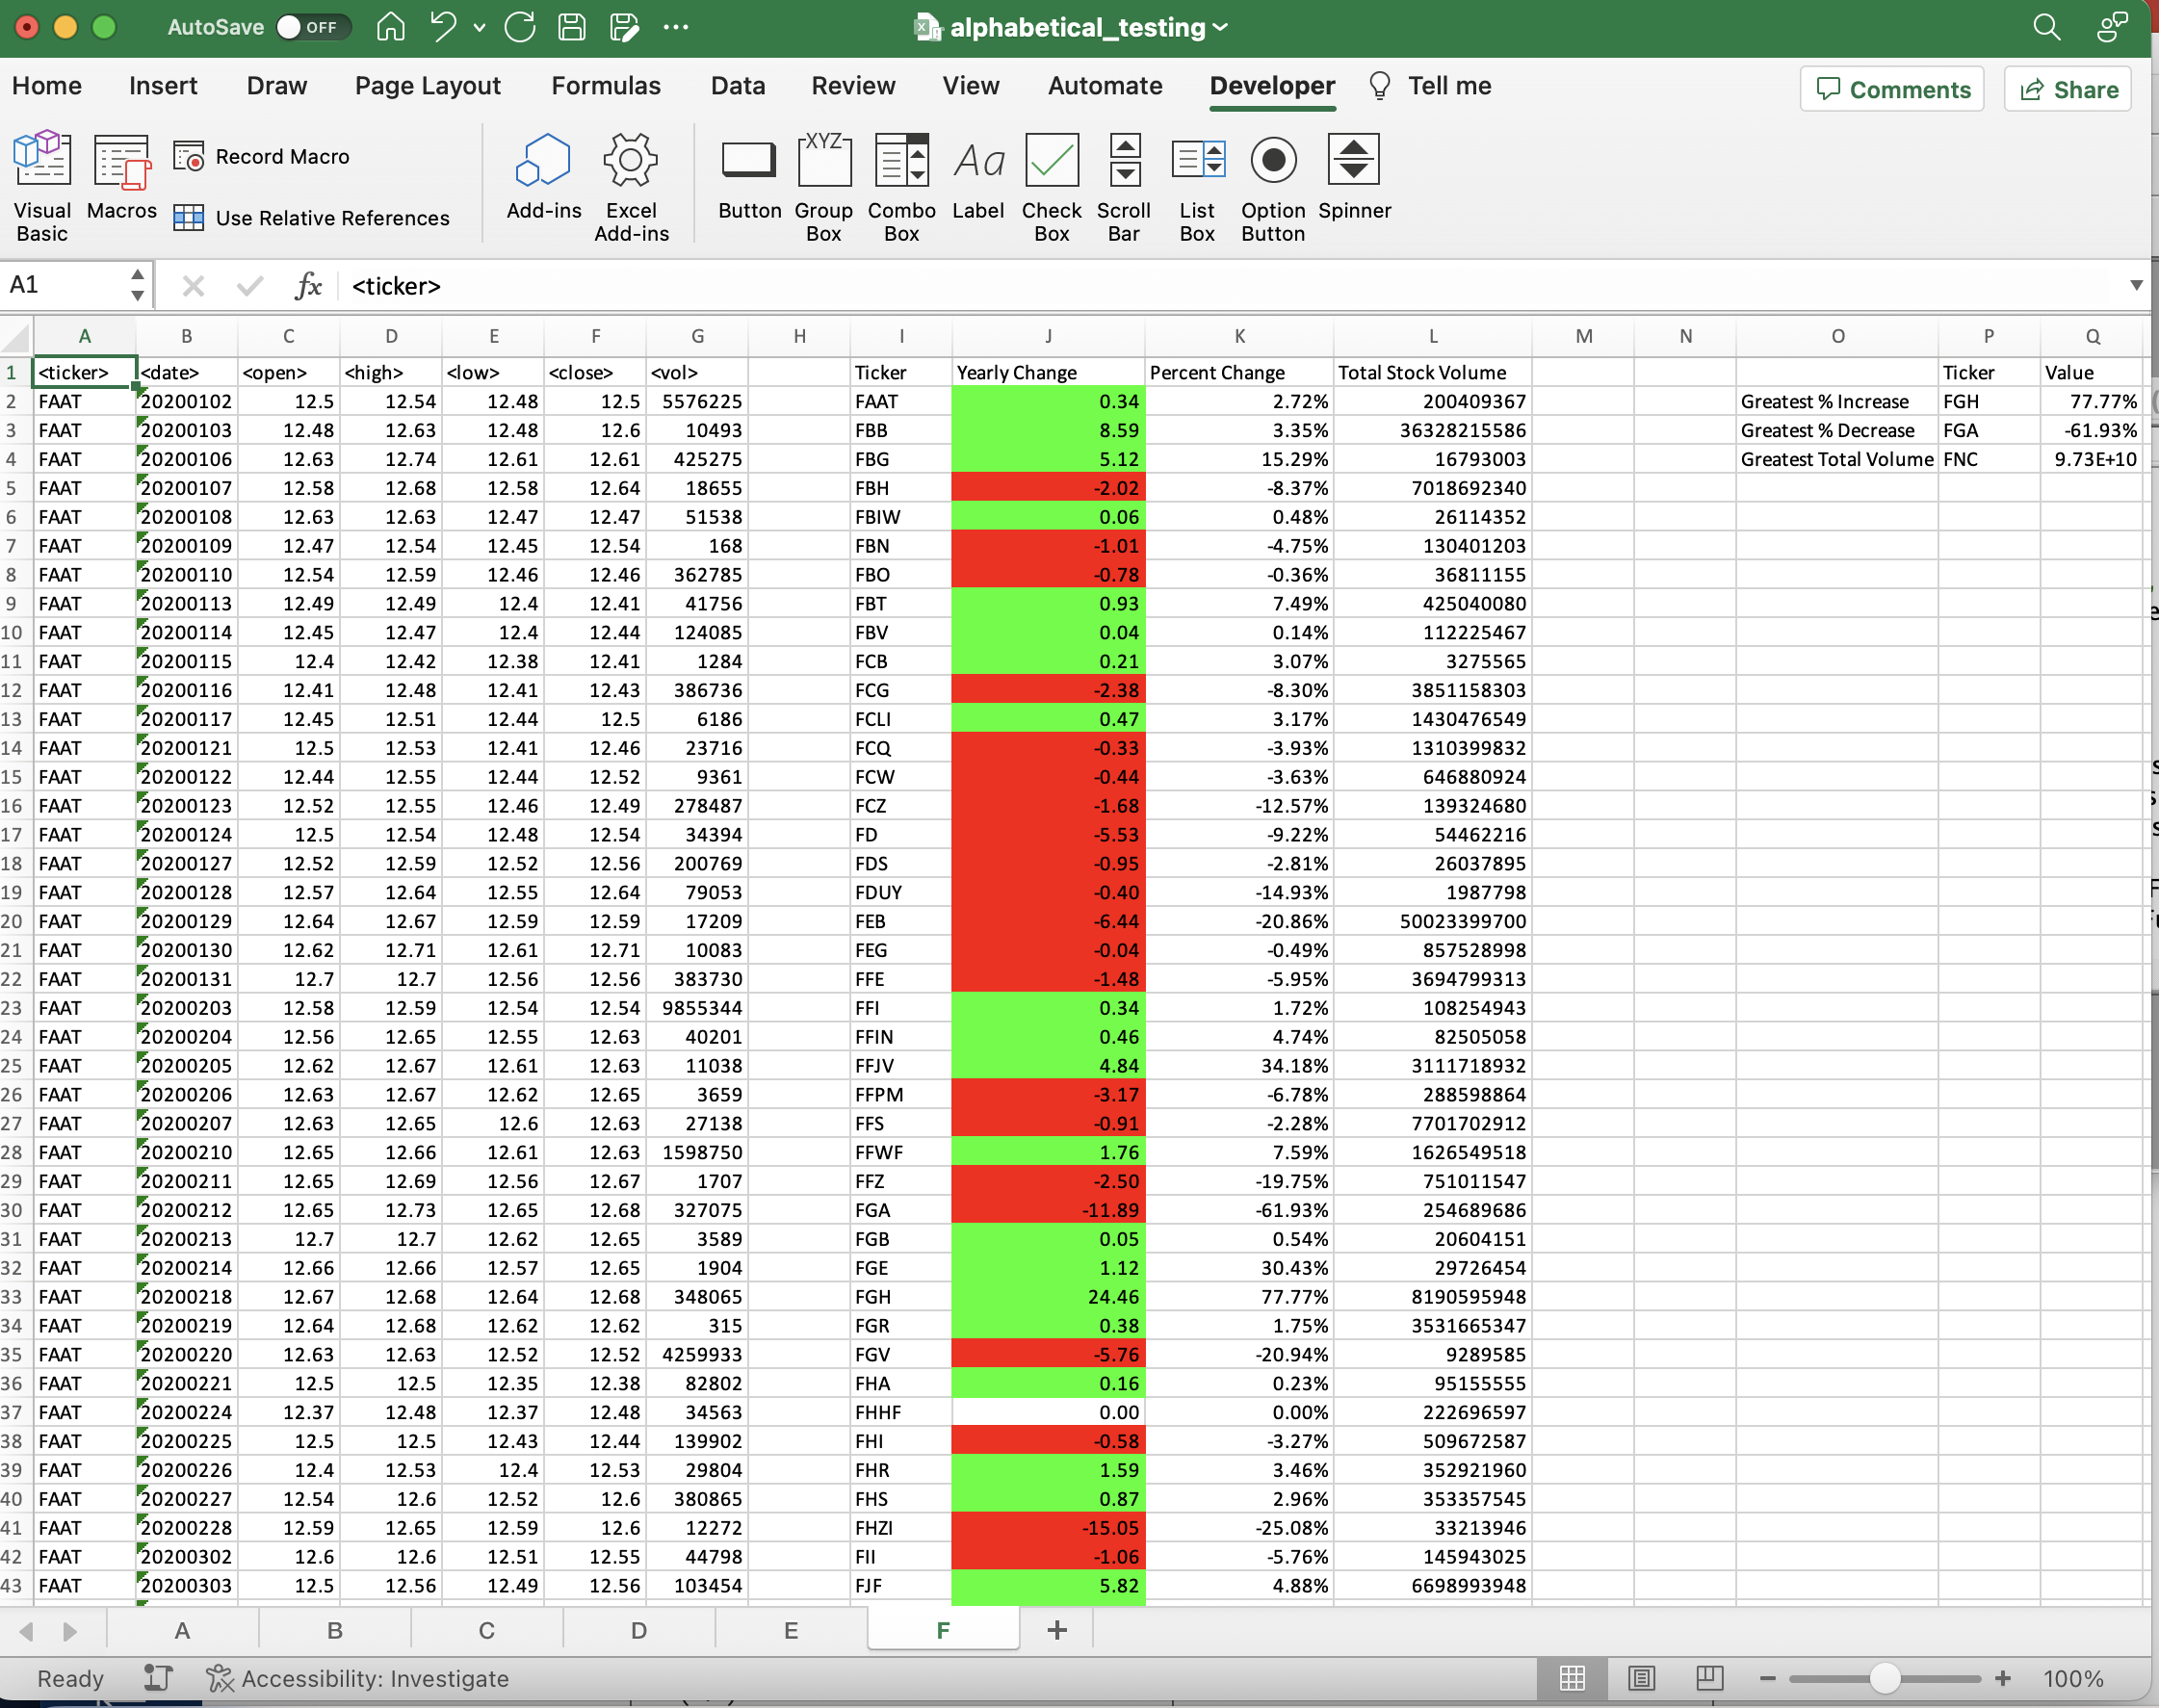 AutoSave OFF alphabetical_testing
Home Insert Draw Page Layout Formulas Data Review View Automate Developer Tell me Comments Share
Visual Basic Macros Record Macro Use Relative References Add-ins Excel Add-ins Button XYZ Group Box Combo Box Aa Label Check Box Scroll Bar List Box Option Button Spinner
A1 fx <ticker>
A B C D E F G H I J K L M N O P Q
1 <ticker> <date> <open> <high> <low> <close> <vol> Ticker Yearly Change Percent Change Total Stock Volume Ticker Value
2 FAAT 20200102 12.5 12.54 12.48 12.5 5576225 FAAT 0.34 2.72% 200409367 Greatest % Increase FGH 77.77%
3 FAAT 20200103 12.48 12.63 12.48 12.6 10493 FBB 8.59 3.35% 36328215586 Greatest % Decrease FGA -61.93%
4 FAAT 20200106 12.63 12.74 12.61 12.61 425275 FBG 5.12 15.29% 16793003 Greatest Total Volume FNC 9.73E+10
5 FAAT 20200107 12.58 12.68 12.58 12.64 18655 FBH -2.02 -8.37% 7018692340
6 FAAT 20200108 12.63 12.63 12.47 12.47 51538 FBIW 0.06 0.48% 26114352
7 FAAT 20200109 12.47 12.54 12.45 12.54 168 FBN -1.01 -4.75% 130401203
8 FAAT 20200110 12.54 12.59 12.46 12.46 362785 FBO -0.78 -0.36% 36811155
9 FAAT 20200113 12.49 12.49 12.4 12.41 41756 FBT 0.93 7.49% 425040080
10 FAAT 20200114 12.45 12.47 12.4 12.44 124085 FBV 0.04 0.14% 112225467
11 FAAT 20200115 12.4 12.42 12.38 12.41 1284 FCB 0.21 3.07% 3275565
12 FAAT 20200116 12.41 12.48 12.41 12.43 386736 FCG -2.38 -8.30% 3851158303
13 FAAT 20200117 12.45 12.51 12.44 12.5 6186 FCLI 0.47 3.17% 1430476549
14 FAAT 20200121 12.5 12.53 12.41 12.46 23716 FCQ -0.33 -3.93% 1310399832
15 FAAT 20200122 12.44 12.55 12.44 12.52 9361 FCW -0.44 -3.63% 646880924
16 FAAT 20200123 12.52 12.55 12.46 12.49 278487 FCZ -1.68 -12.57% 139324680
17 FAAT 20200124 12.5 12.54 12.48 12.54 34394 FD -5.53 -9.22% 54462216
18 FAAT 20200127 12.52 12.59 12.52 12.56 200769 FDS -0.95 -2.81% 26037895
19 FAAT 20200128 12.57 12.64 12.55 12.64 79053 FDUY -0.40 -14.93% 1987798
20 FAAT 20200129 12.64 12.67 12.59 12.59 17209 FEB -6.44 -20.86% 50023399700
21 FAAT 20200130 12.62 12.71 12.61 12.71 10083 FEG -0.04 -0.49% 857528998
22 FAAT 20200131 12.7 12.7 12.56 12.56 383730 FFE -1.48 -5.95% 3694799313
23 FAAT 20200203 12.58 12.59 12.54 12.54 9855344 FFI 0.34 1.72% 108254943
24 FAAT 20200204 12.56 12.65 12.55 12.63 40201 FFIN 0.46 4.74% 82505058
25 FAAT 20200205 12.62 12.67 12.61 12.63 11038 FFJV 4.84 34.18% 3111718932
26 FAAT 20200206 12.63 12.67 12.62 12.65 3659 FFPM -3.17 -6.78% 288598864
27 FAAT 20200207 12.63 12.65 12.6 12.63 27138 FFS -0.91 -2.28% 7701702912
28 FAAT 20200210 12.65 12.66 12.61 12.63 1598750 FFWF 1.76 7.59% 1626549518
29 FAAT 20200211 12.65 12.69 12.56 12.67 1707 FFZ -2.50 -19.75% 751011547
30 FAAT 20200212 12.65 12.73 12.65 12.68 327075 FGA -11.89 -61.93% 254689686
31 FAAT 20200213 12.7 12.7 12.62 12.65 3589 FGB 0.05 0.54% 20604151
32 FAAT 20200214 12.66 12.66 12.57 12.65 1904 FGE 1.12 30.43% 29726454
33 FAAT 20200218 12.67 12.68 12.64 12.68 348065 FGH 24.46 77.77% 8190595948
34 FAAT 20200219 12.64 12.68 12.62 12.62 315 FGR 0.38 1.75% 3531665347
35 FAAT 20200220 12.63 12.63 12.52 12.52 4259933 FGV -5.76 -20.94% 9289585
36 FAAT 20200221 12.5 12.5 12.35 12.38 82802 FHA 0.16 0.23% 95155555
37 FAAT 20200224 12.37 12.48 12.37 12.48 34563 FHHF 0.00 0.00% 222696597
38 FAAT 20200225 12.5 12.5 12.43 12.44 139902 FHI -0.58 -3.27% 509672587
39 FAAT 20200226 12.4 12.53 12.4 12.53 29804 FHR 1.59 3.46% 352921960
40 FAAT 20200227 12.54 12.6 12.52 12.6 380865 FHS 0.87 2.96% 353357545
41 FAAT 20200228 12.59 12.65 12.59 12.6 12272 FHZI -15.05 -25.08% 33213946
42 FAAT 20200302 12.6 12.6 12.51 12.55 44798 FII -1.06 -5.76% 145943025
43 FAAT 20200303 12.5 12.56 12.49 12.56 103454 FJF 5.82 4.88% 6698993948
A B C D E F +
Ready Accessibility: Investigate 100%